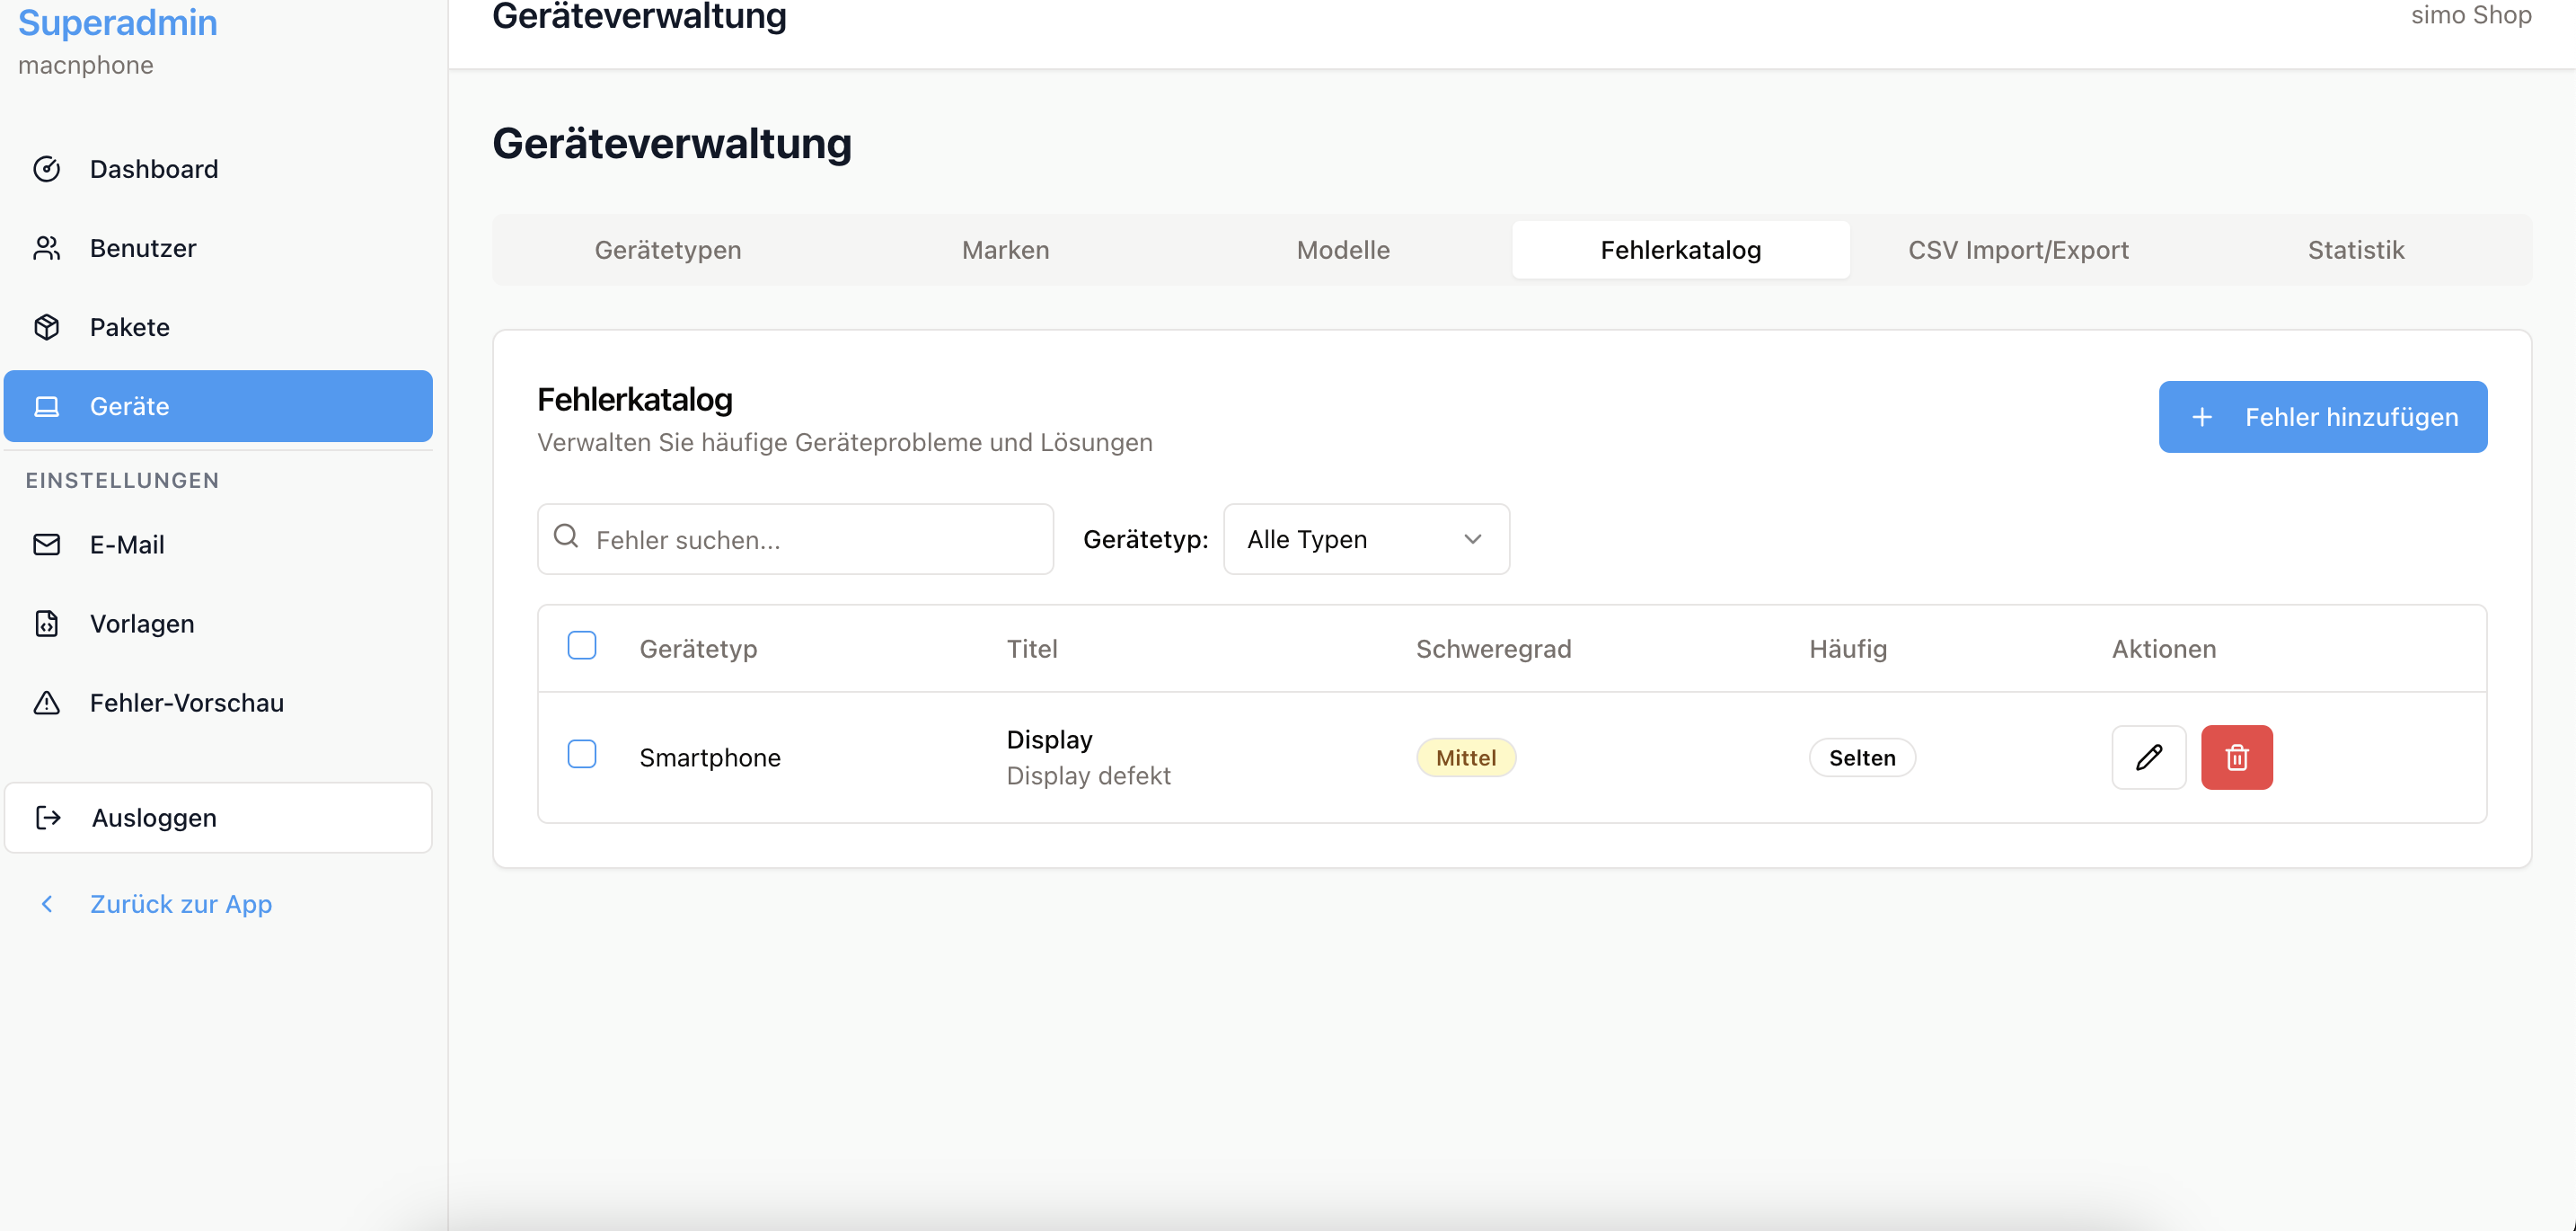 Superadmin
macnphone
Dashboard
Benutzer
Pakete
Geräte
EINSTELLUNGEN
E-Mail
Vorlagen
Fehler-Vorschau
Ausloggen
Zurück zur App
Geräteverwaltung
simo Shop
Geräteverwaltung
Gerätetypen Marken Modelle Fehlerkatalog CSV Import/Export Statistik
Fehlerkatalog
Verwalten Sie häufige Geräteprobleme und Lösungen
Fehler hinzufügen
Fehler suchen...
Gerätetyp: Alle Typen
Gerätetyp Titel Schweregrad Häufig Aktionen
Smartphone Display Mittel Selten
Display defekt